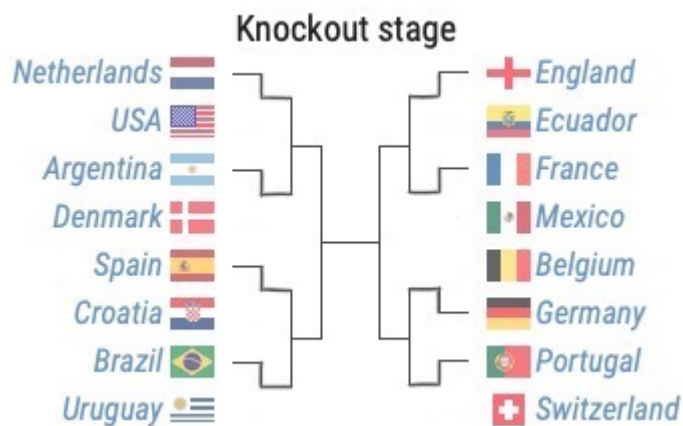 Knockout stage
Netherlands
USA
Argentina
Denmark
Spain
Croatia
Brazil
Uruguay
England
Ecuador
France
Mexico
Belgium
Germany
Portugal
Switzerland